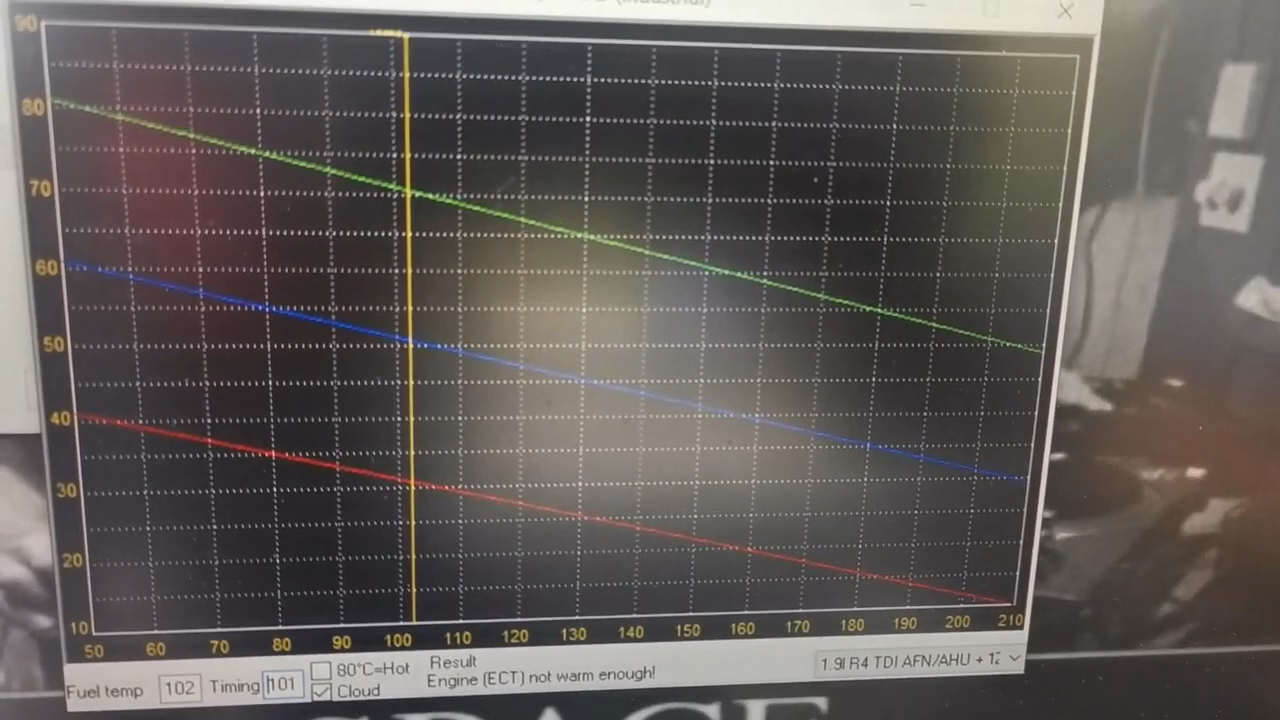 90
80
70
60
50
40
30
20
10
50 60 70 80 90 100 110 120 130 140 150 160 170 180 190 200 210
Fuel temp 102 Timing 101
80°C=Hot
Cloud
Result
Engine (ECT) not warm enough!
1.9l R4 TDI AFN/AHU + 12
SPACE